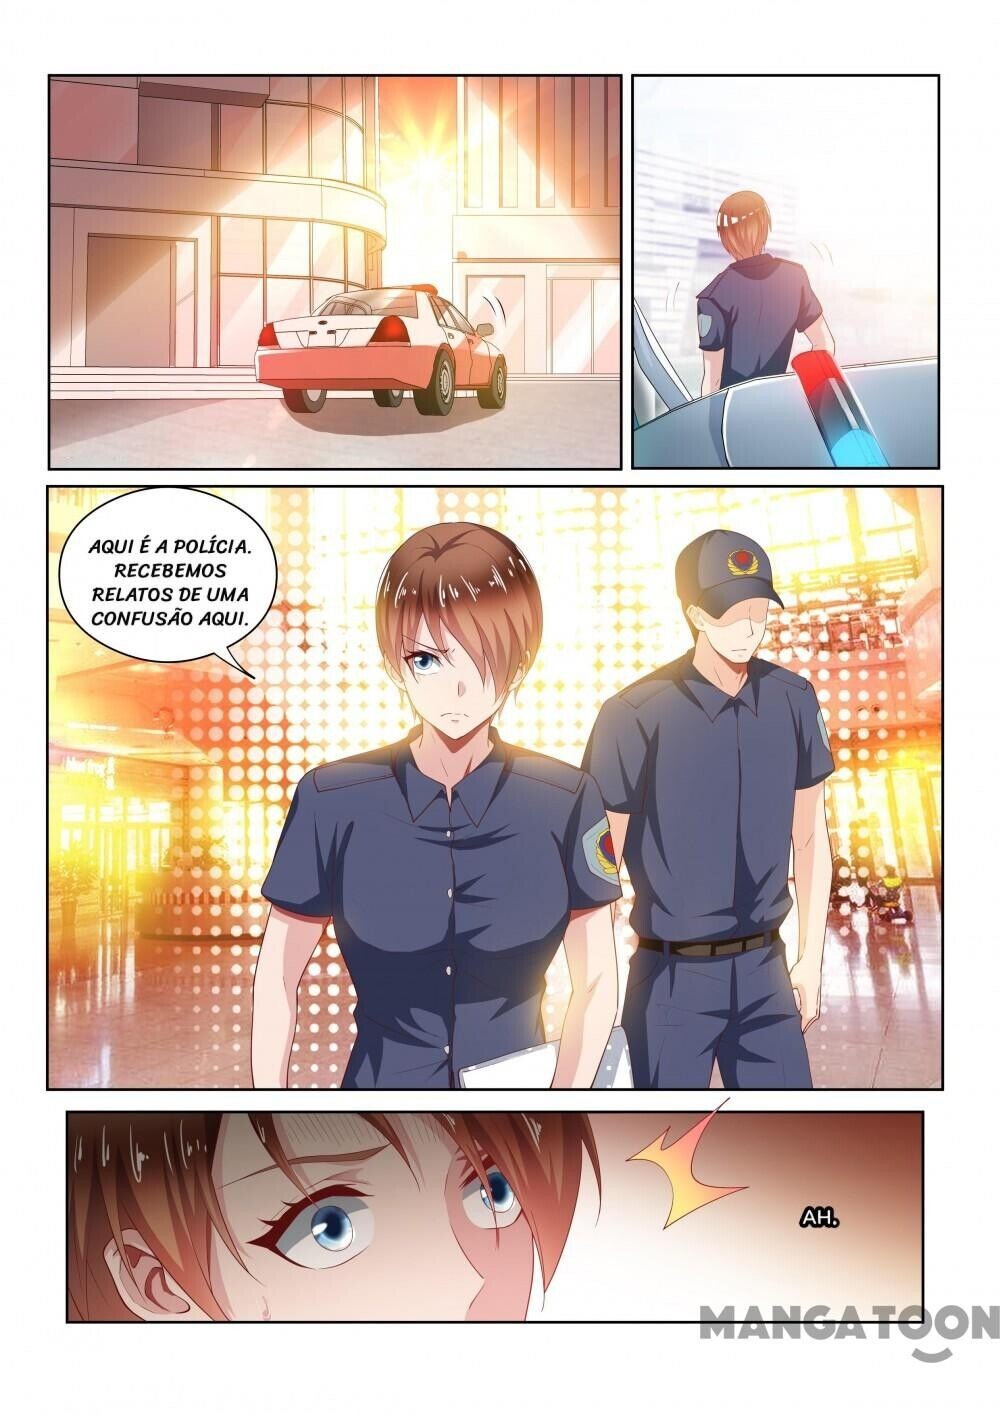 AQUI É A POLÍCIA.
RECEBEMOS
RELATOS DE UMA
CONFUSÃO AQUI.
AH.
MANGATOON